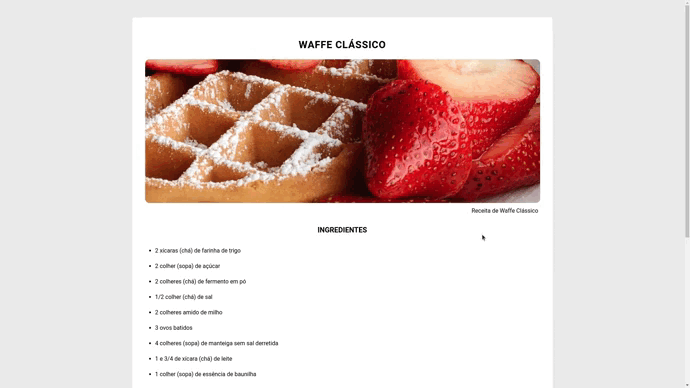 WAFFE CLÁSSICO
Receita de Waffe Clássico
INGREDIENTES
2 xícaras (chá) de farinha de trigo
2 colher (sopa) de açúcar
2 colheres (chá) de fermento em pó
1/2 colher (chá) de sal
2 colheres amido de milho
3 ovos batidos
4 colheres (sopa) de manteiga sem sal derretida
1 e 3/4 de xícara (chá) de leite
1 colher (sopa) de essência de baunilha